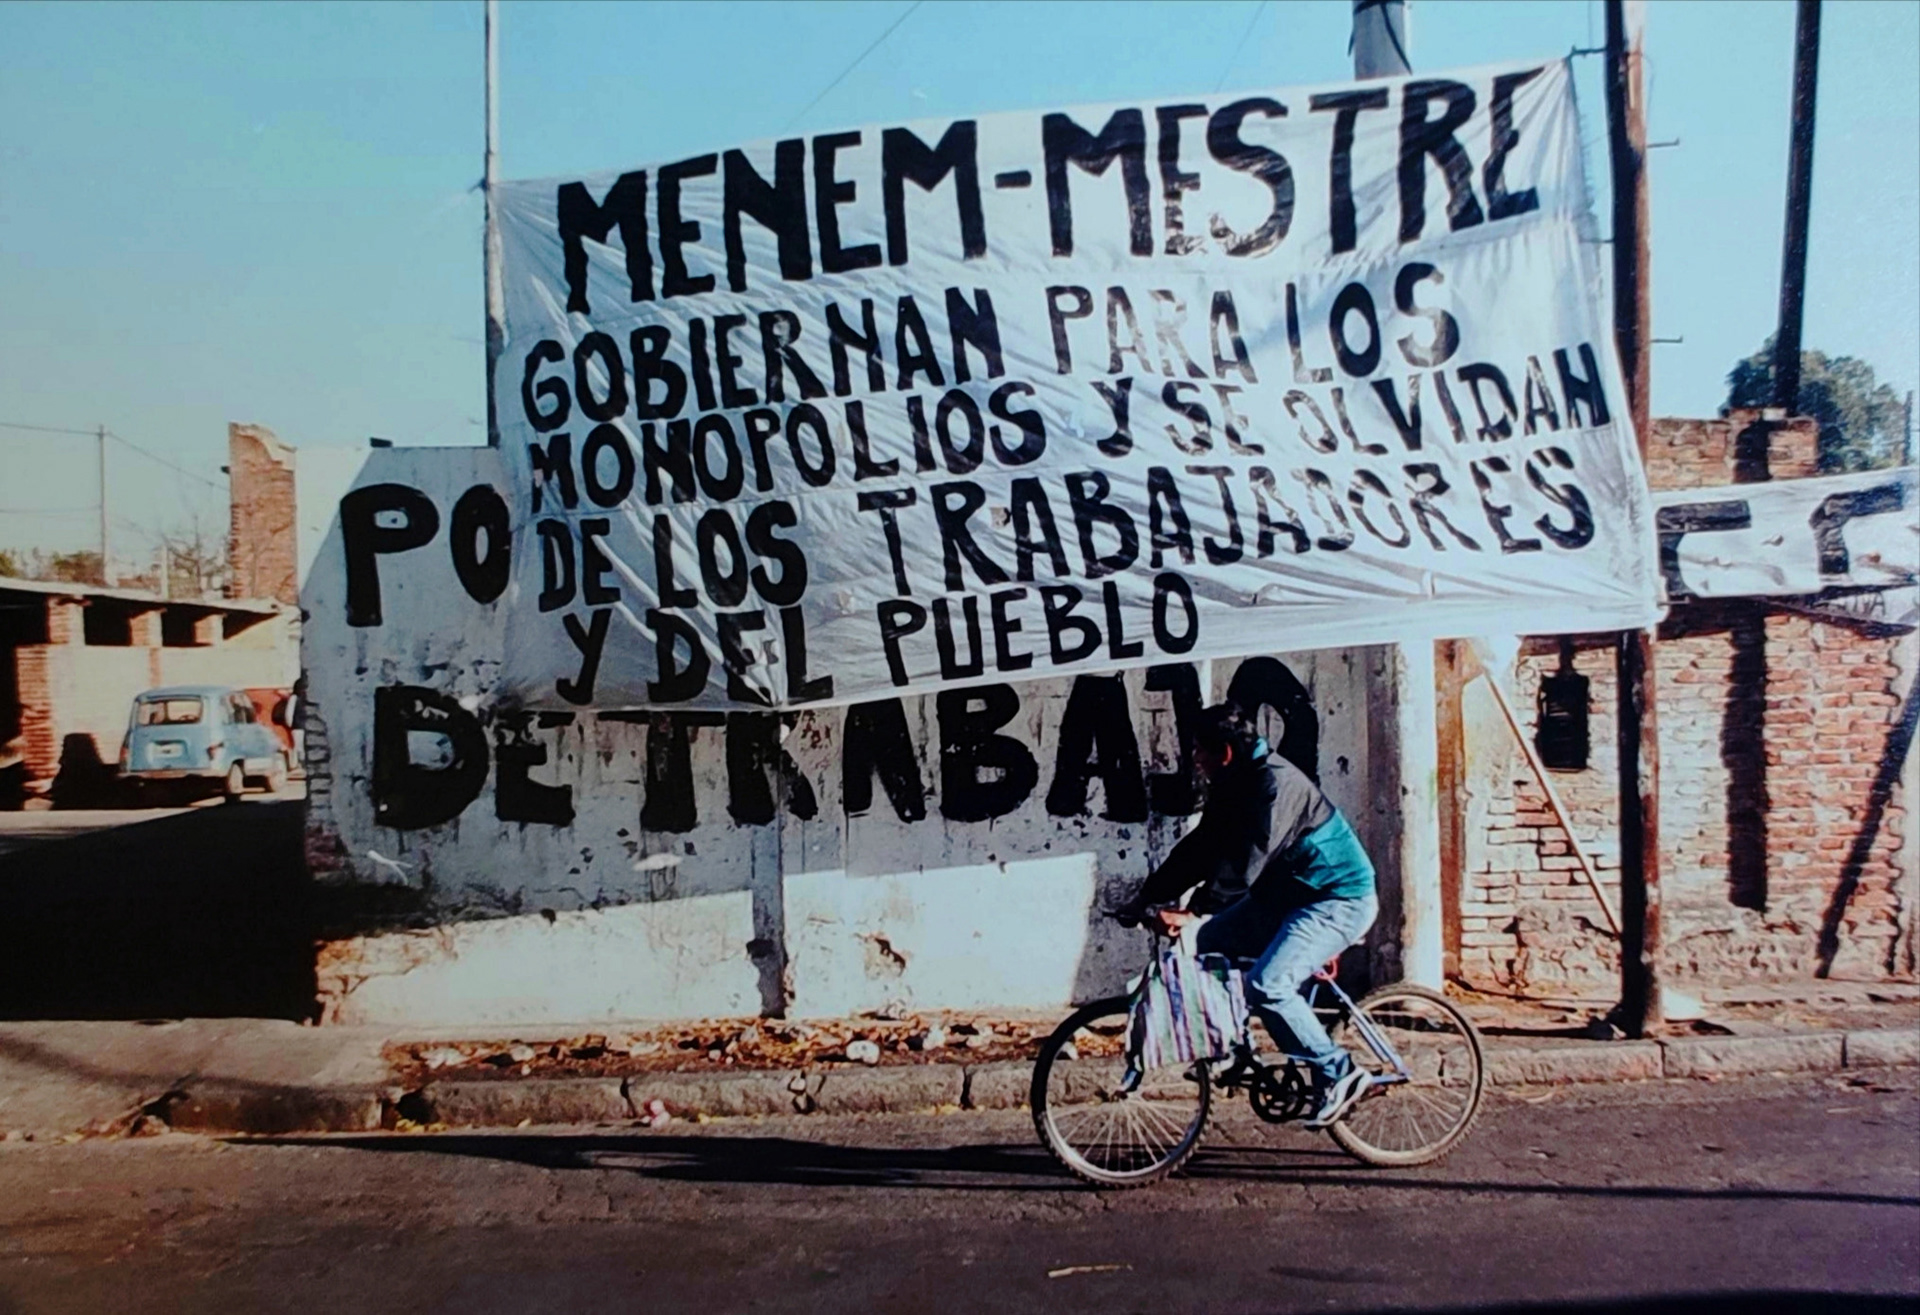 MENEM-MESTRE
GOBIERNAN PARA LOS
MONOPOLIOS Y SE OLVIDAN
DE LOS TRABAJADORES
Y DEL PUEBLO
PO
DE TRABAJO